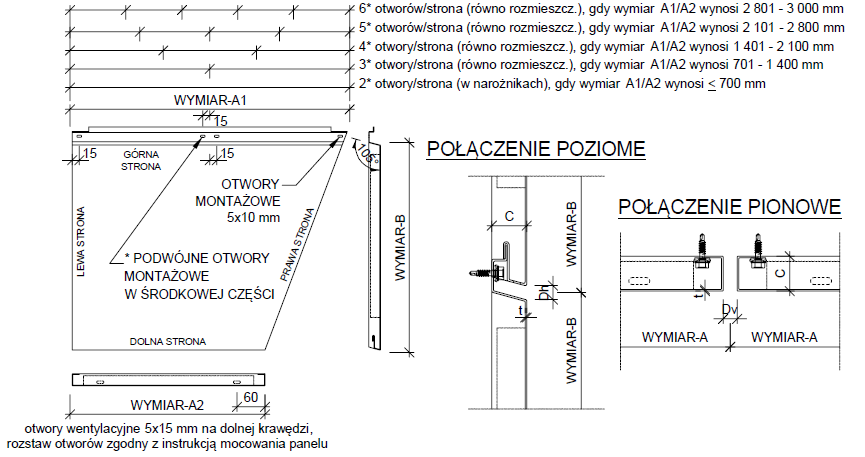 6* otworów/strona (równo rozmieszcz.), gdy wymiar A1/A2 wynosi 2 801 - 3 000 mm
5* otworów/strona (równo rozmieszcz.), gdy wymiar A1/A2 wynosi 2 101 - 2 800 mm
4* otwory/strona (równo rozmieszcz.), gdy wymiar A1/A2 wynosi 1 401 - 2 100 mm
3* otwory/strona (równo rozmieszcz.), gdy wymiar A1/A2 wynosi 701 - 1 400 mm
2* otwory/strona (w narożnikach), gdy wymiar A1/A2 wynosi ≤ 700 mm
WYMIAR-A1
15
15
GÓRNA
STRONA
15
105°
OTWORY
MONTAŻOWE
5x10 mm
LEWA STRONA
PRAWA STRONA
* PODWÓJNE OTWORY
MONTAŻOWE
W ŚRODKOWEJ CZĘŚCI
DOLNA STRONA
WYMIAR-B
WYMIAR-A2
60
otwory wentylacyjne 5x15 mm na dolnej krawędzi,
rozstaw otworów zgodny z instrukcją mocowania panelu
POŁĄCZENIE POZIOME
C
WYMIAR-B
Dh
t
WYMIAR-B
POŁĄCZENIE PIONOWE
C
t
Dv
WYMIAR-A
WYMIAR-A